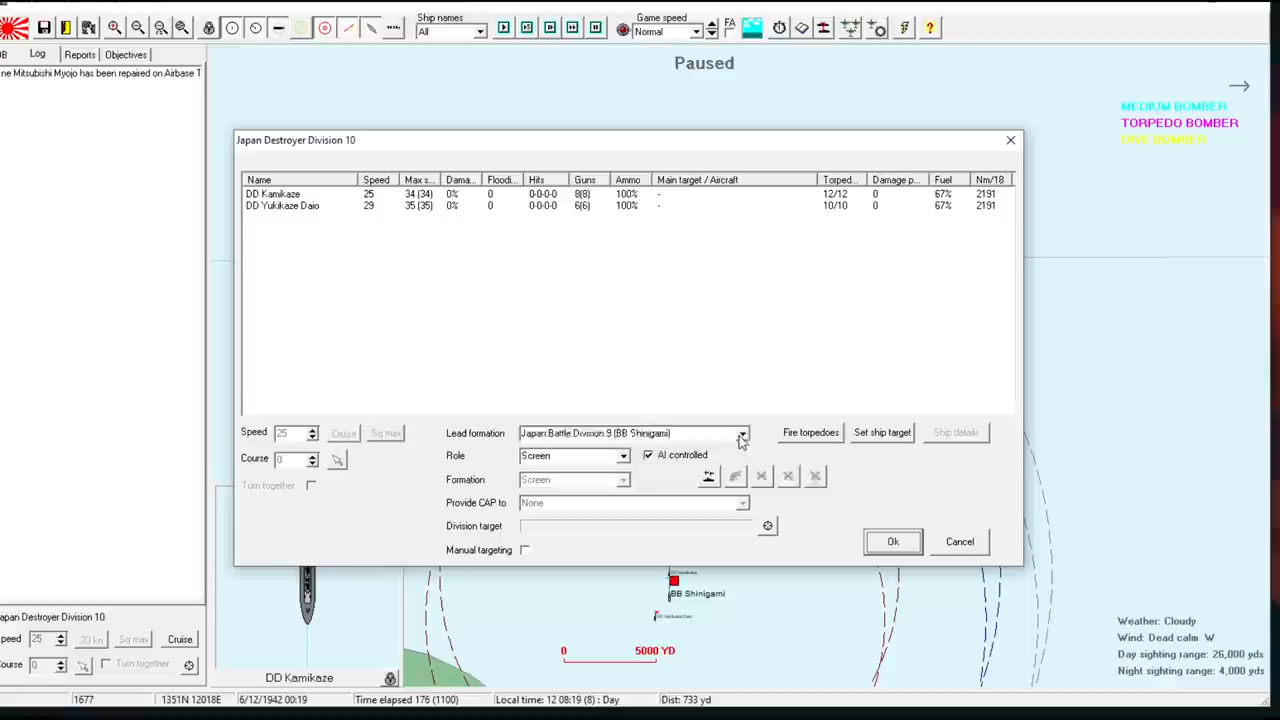 Ship names
Game speed
All
Normal
FA
Log
Reports
Objectives
ne Mitsubishi Myojo has been repaired on Airbase T
Paused
MEDIUM BOMBER
TORPEDO BOMBER
DIVE BOMBER
Japan Destroyer Division 10
Name Speed Max s... Dama... Floodi... Hits Guns Ammo Main target / Aircraft Torped... Damage p... Fuel Nm/18
DD Kamikaze 25 34 (34) 0% 0 0-0-0-0 8(8) 100% - 12/12 0 67% 2191
DD Yukikaze Daio 29 35 (35) 0% 0 0-0-0-0 6(6) 100% - 10/10 0 67% 2191
Speed 25 Cruise Sq max
Lead formation Japan Battle Division 9 (BB Shinigami)
Fire torpedoes Set ship target Ship details
Course 0
Role Screen AI controlled
Turn together
Formation Screen
Provide CAP to None
Division target
Manual targeting
Ok Cancel
BB Shinigami
0 5000 YD
apan Destroyer Division 10
peed 25 20 kn Sq max Cruise
ourse 0 Turn together
DD Kamikaze
Weather: Cloudy
Wind: Dead calm W
Day sighting range: 26,000 yds
Night sighting range: 4,000 yds
1677 1351N 12018E 6/12/1942 00:19 Time elapsed 176 (1100) Local time: 12 08:19 (8) : Day Dist: 733 yd